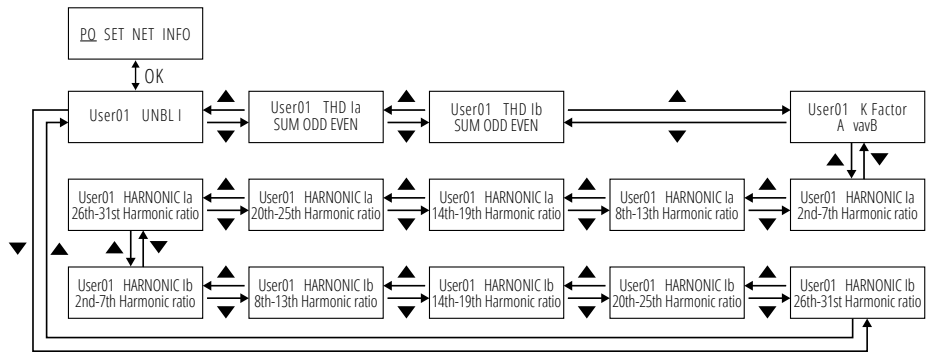 PQ SET NET INFO
OK
User01 UNBL I
User01 THD Ia
SUM ODD EVEN
User01 THD Ib
SUM ODD EVEN
User01 K Factor
A vavB
User01 HARNONIC Ia
26th-31st Harmonic ratio
User01 HARNONIC Ia
20th-25th Harmonic ratio
User01 HARNONIC Ia
14th-19th Harmonic ratio
User01 HARNONIC Ia
8th-13th Harmonic ratio
User01 HARNONIC Ia
2nd-7th Harmonic ratio
User01 HARNONIC Ib
2nd-7th Harmonic ratio
User01 HARNONIC Ib
8th-13th Harmonic ratio
User01 HARNONIC Ib
14th-19th Harmonic ratio
User01 HARNONIC Ib
20th-25th Harmonic ratio
User01 HARNONIC Ib
26th-31st Harmonic ratio